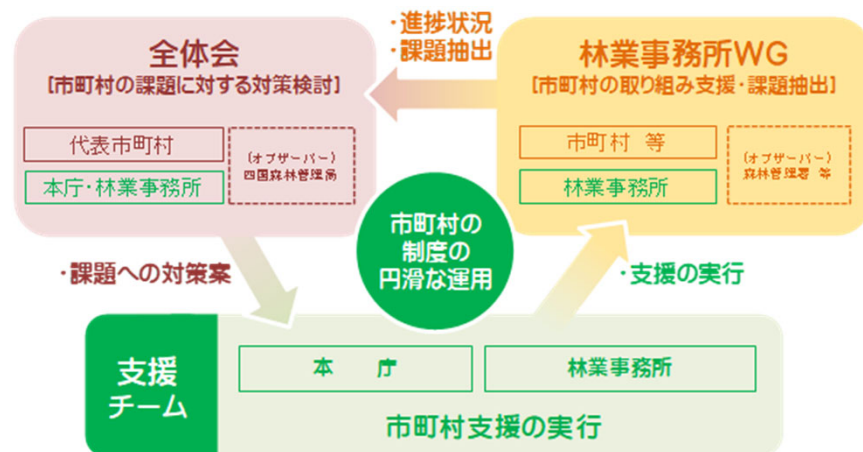 ・進捗状況
・課題抽出
全体会
[市町村の課題に対する対策検討]
代表市町村
本庁・林業事務所
(オブザーバー)
四国森林管理局
林業事務所WG
[市町村の取り組み支援・課題抽出]
市町村 等
林業事務所
(オブザーバー)
森林管理署 等
市町村の
制度の
円滑な運用
・課題への対策案
・支援の実行
支援
チーム
本 庁
林業事務所
市町村支援の実行